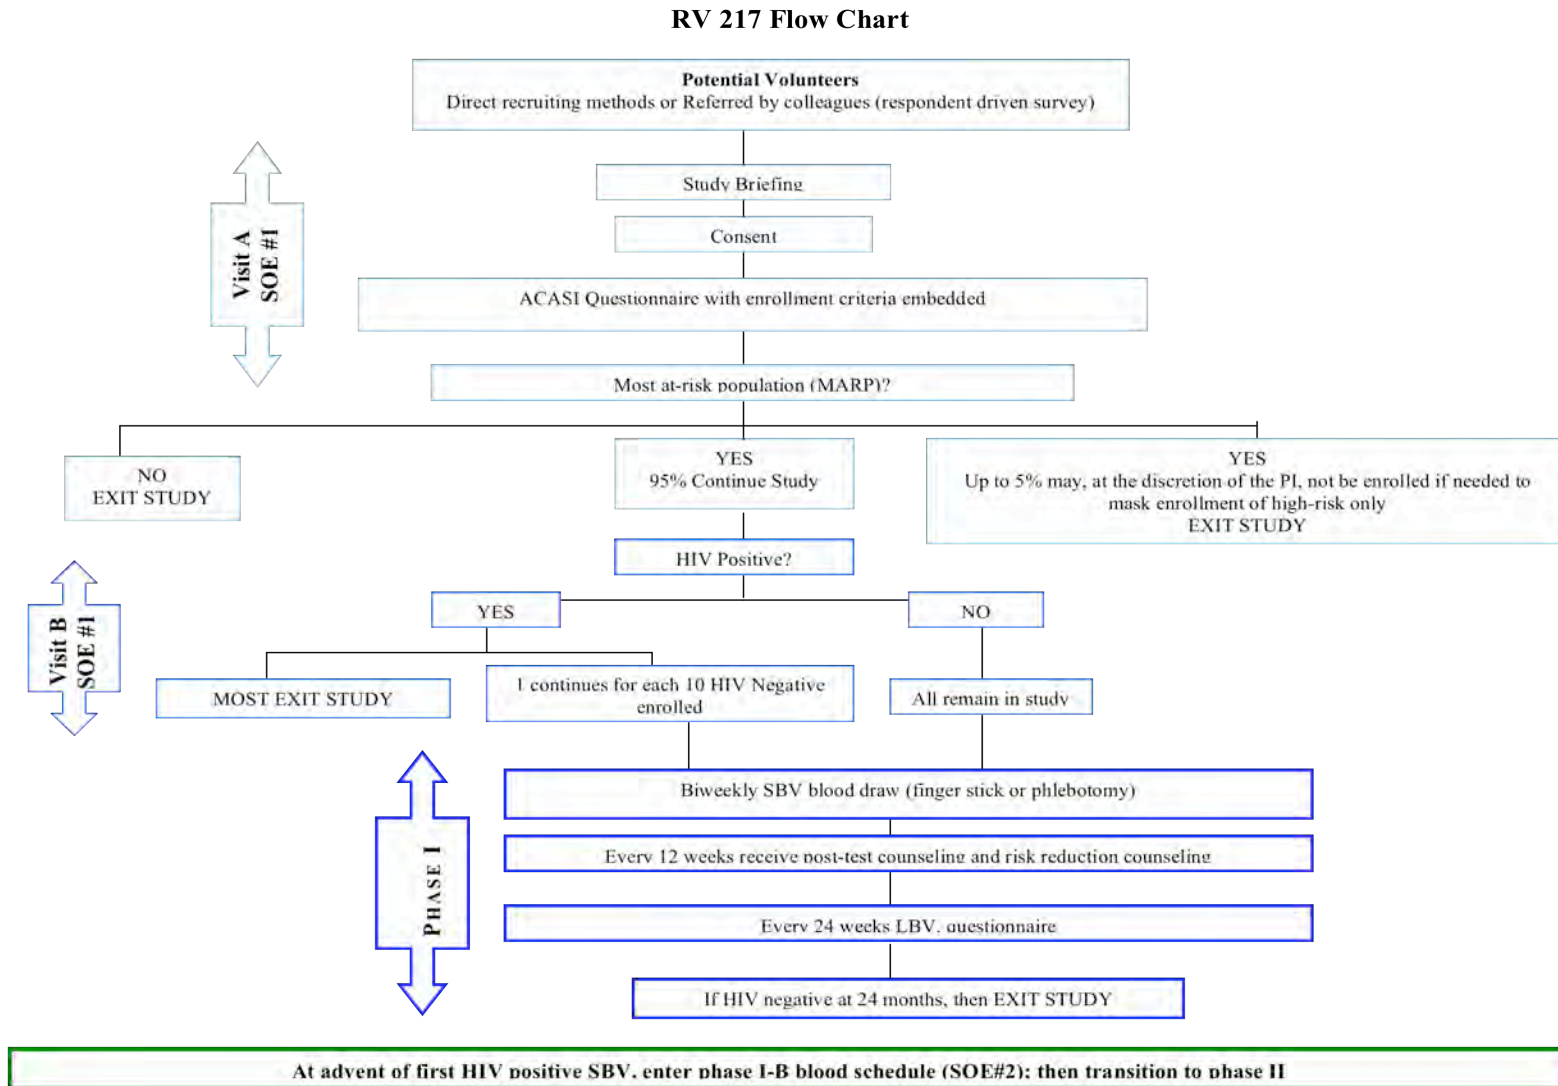 RV 217 Flow Chart
Potential Volunteers
Direct recruiting methods or Referred by colleagues (respondent driven survey)
Study Briefing
Consent
Visit A
SOE #1
ACASI Questionnaire with enrollment criteria embedded
Most at-risk population (MARP)?
NO
EXIT STUDY
YES
95% Continue Study
YES
Up to 5% may, at the discretion of the PI, not be enrolled if needed to
mask enrollment of high-risk only
EXIT STUDY
HIV Positive?
Visit B
SOE #1
YES
NO
MOST EXIT STUDY
1 continues for each 10 HIV Negative
enrolled
All remain in study
PHASE I
Biweekly SBV blood draw (finger stick or phlebotomy)
Every 12 weeks receive post-test counseling and risk reduction counseling
Every 24 weeks LBV, questionnaire
If HIV negative at 24 months, then EXIT STUDY
At advent of first HIV positive SBV, enter phase I-B blood schedule (SOE#2); then transition to phase II